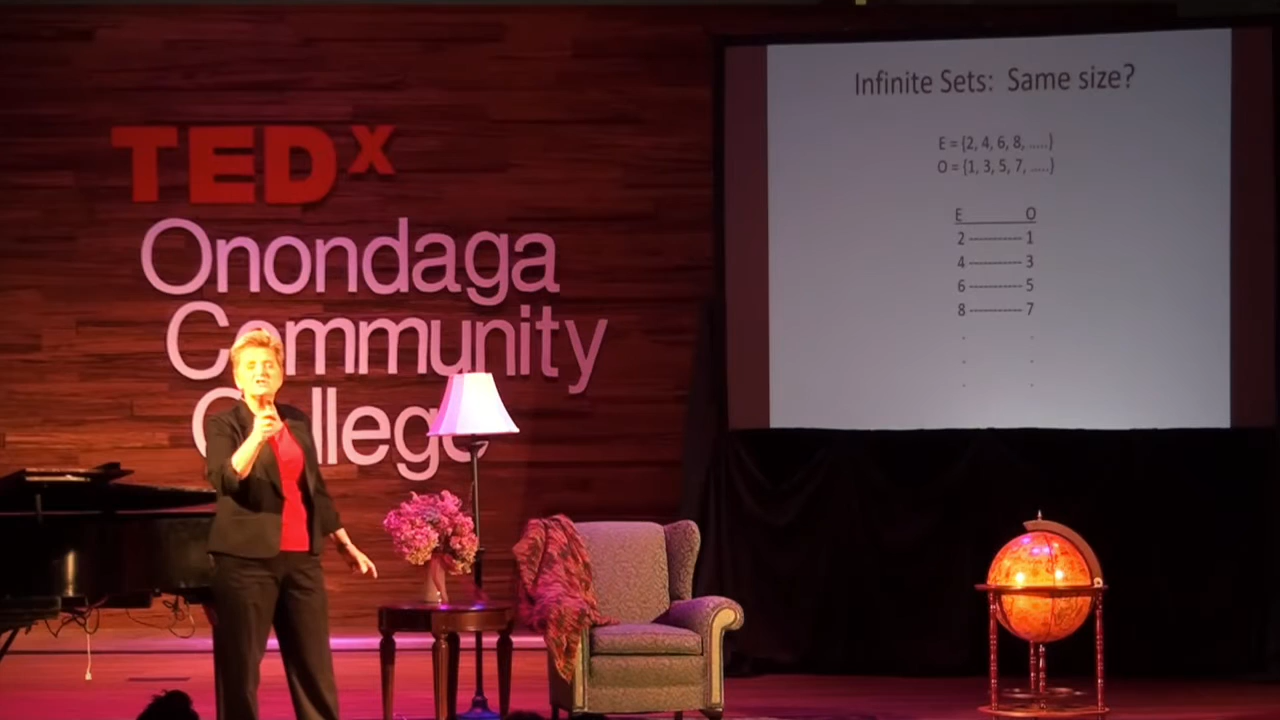 TEDx
Onondaga
Community
College
Infinite Sets: Same size?
E = {2, 4, 6, 8, .....}
O = {1, 3, 5, 7, .....}
E O
2 ------------ 1
4 ------------ 3
6 ------------ 5
8 ------------ 7
. .
. .
. .